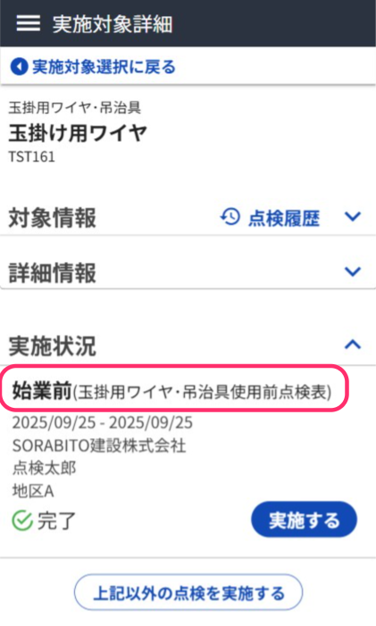 実施対象詳細
実施対象選択に戻る
玉掛用ワイヤ･吊治具
玉掛け用ワイヤ
TST161
対象情報 点検履歴
詳細情報
実施状況
始業前(玉掛用ワイヤ･吊治具使用前点検表)
2025/09/25 - 2025/09/25
SORABITO建設株式会社
点検太郎
地区A
完了 実施する
上記以外の点検を実施する